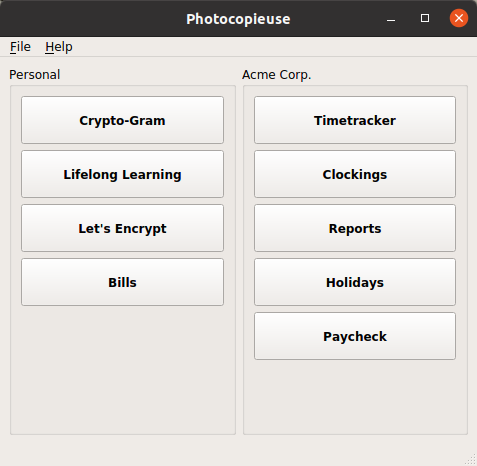 Photocopieuse
File Help
Personal
Crypto-Gram
Lifelong Learning
Let's Encrypt
Bills
Acme Corp.
Timetracker
Clockings
Reports
Holidays
Paycheck